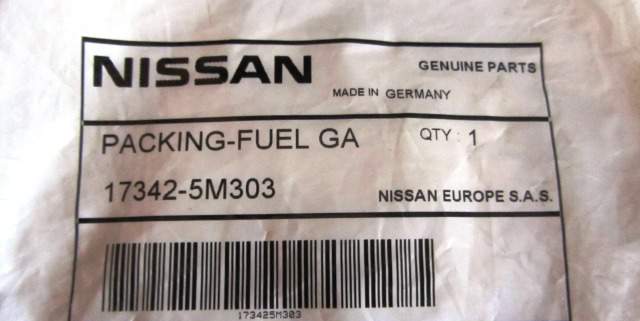 NISSAN GENUINE PARTS
MADE IN GERMANY
PACKING-FUEL GA QTY : 1
17342-5M303 NISSAN EUROPE S.A.S.
173425M303